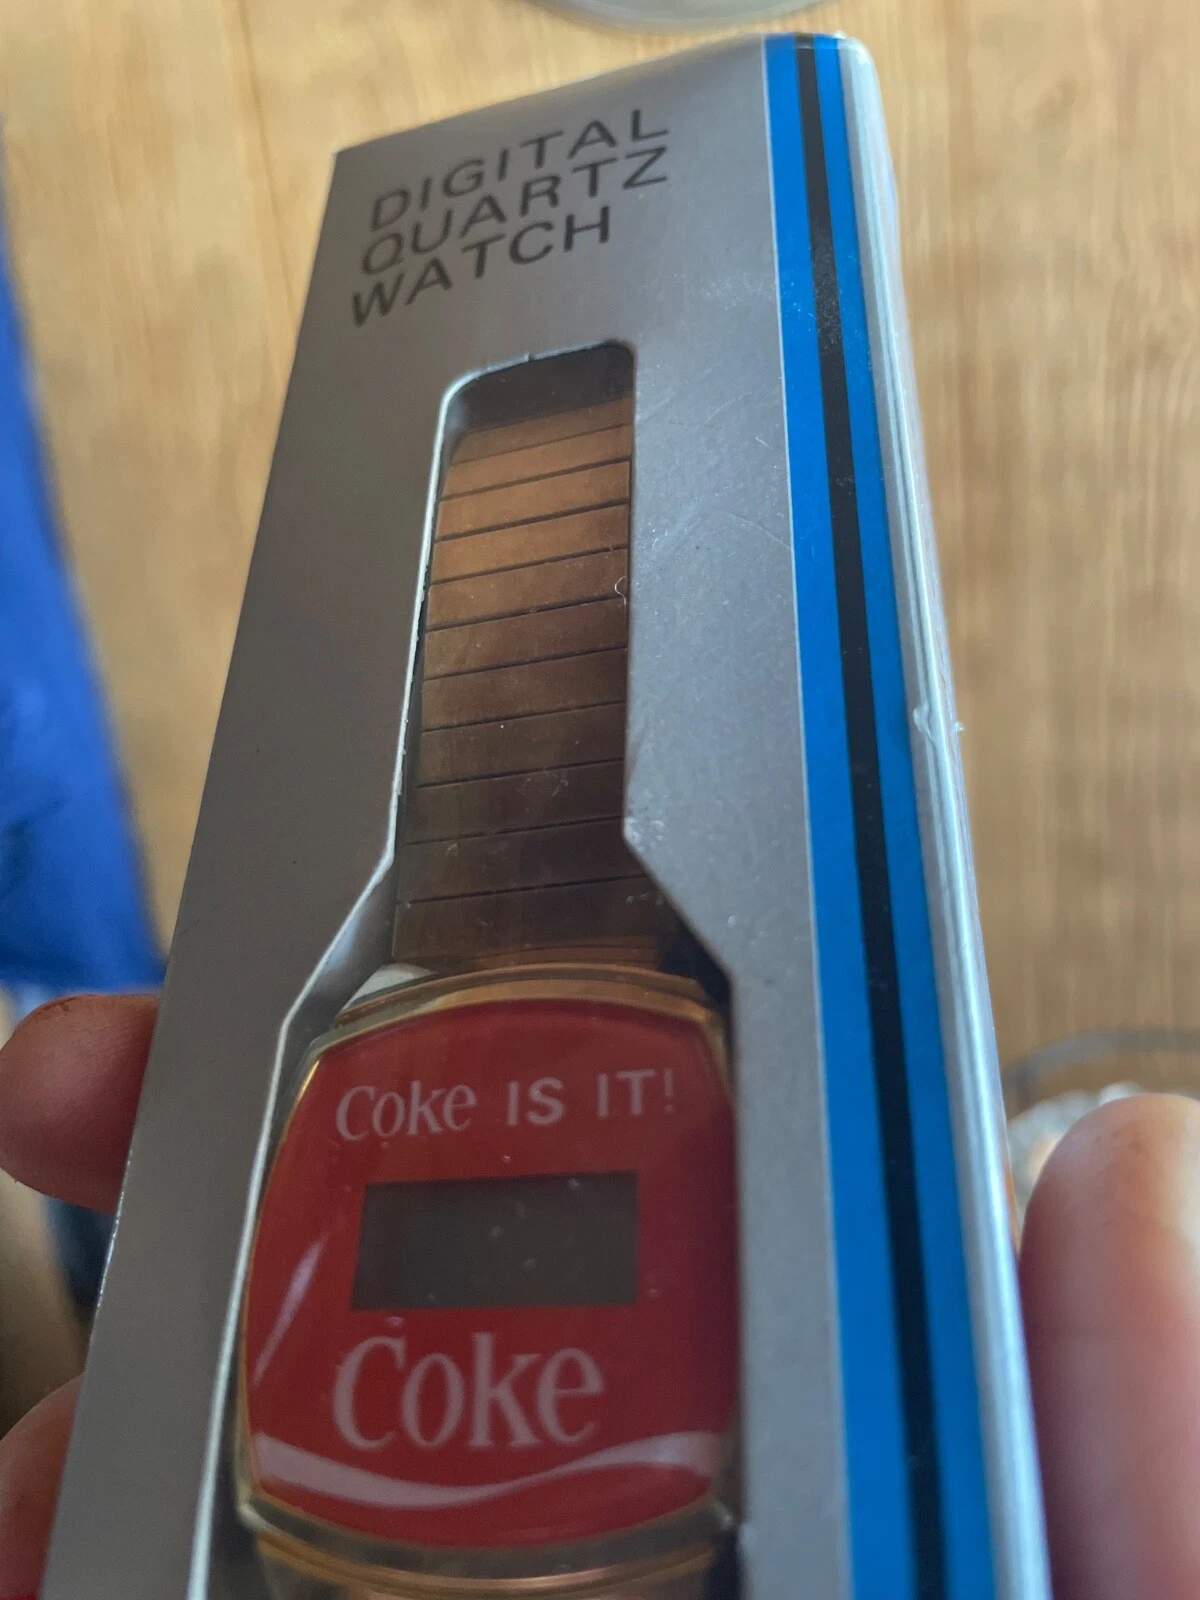 DIGITAL
QUARTZ
WATCH
Coke IS IT!
Coke